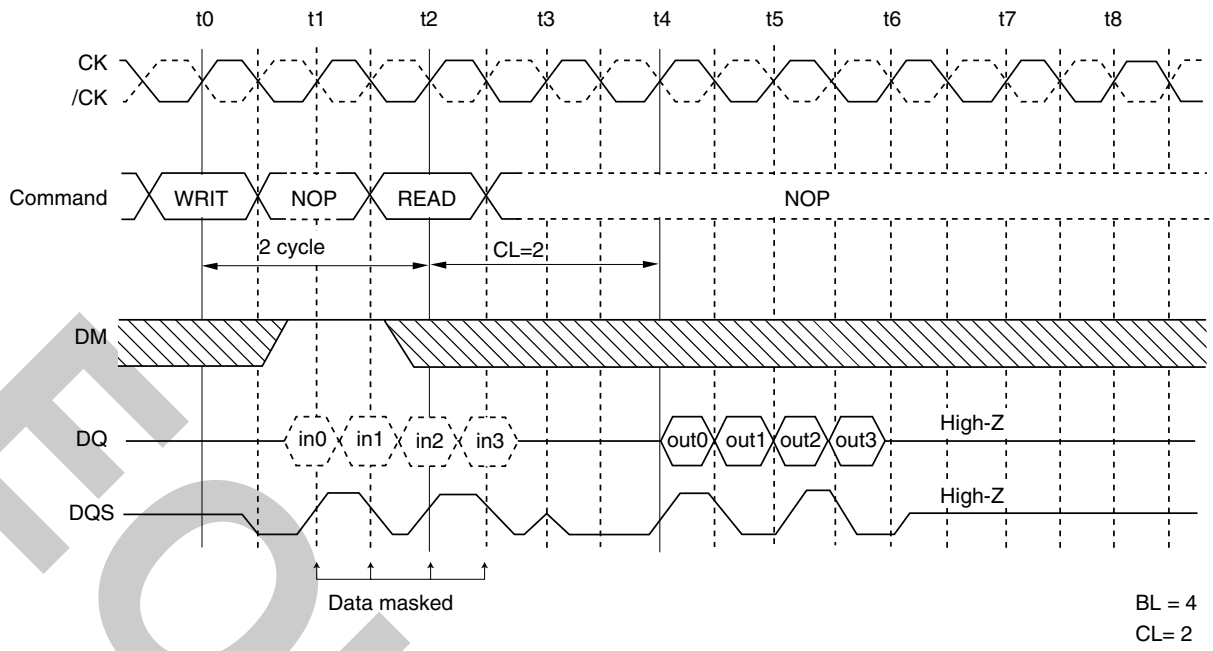 t0 t1 t2 t3 t4 t5 t6 t7 t8
CK
/CK
Command WRIT NOP READ NOP
2 cycle CL=2
DM
DQ in0 in1 in2 in3 out0 out1 out2 out3 High-Z
DQS High-Z
Data masked
BL = 4
CL= 2